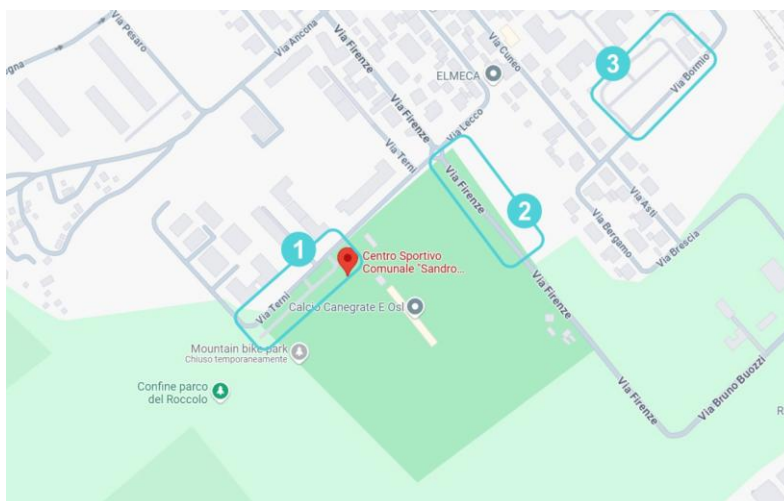 Via Pesaro
Via Ancona
Via Firenze
Via Cuneo
ELMECA
3
Via Bormio
Via Firenze
Via Lecco
Via Terni
Via Firenze
2
Via Asti
Via Bergamo
Via Brescia
1
Centro Sportivo
Comunale "Sandro...
Via Terni
Calcio Canegrate E Osl
Via Firenze
Mountain bike park
Chiuso temporaneamente
Confine parco
del Roccolo
Via Firenze
Via Bruno Buozzi
R